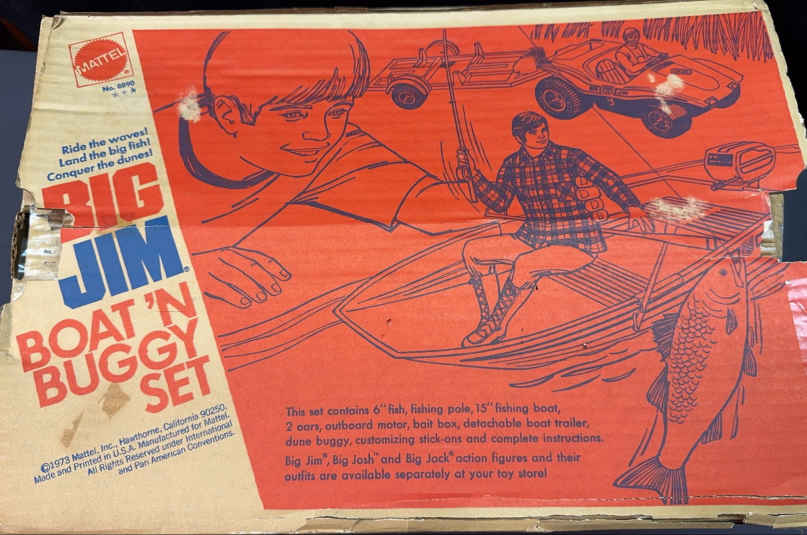 MATTEL
®
No. 8890
Ride the waves!
Land the big fish!
Conquer the dunes!
BIG
JIM®
BOAT 'N
BUGGY
SET
©1973 Mattel, Inc., Hawthorne, California 90250.
Made and Printed in U.S.A. Manufactured for Mattel.
All Rights Reserved under International
and Pan American Conventions.
This set contains 6" fish, fishing pole, 15" fishing boat,
2 oars, outboard motor, bait box, detachable boat trailer,
dune buggy, customizing stick-ons and complete instructions.
Big Jim®, Big Josh™ and Big Jack® action figures and their
outfits are available separately at your toy store!